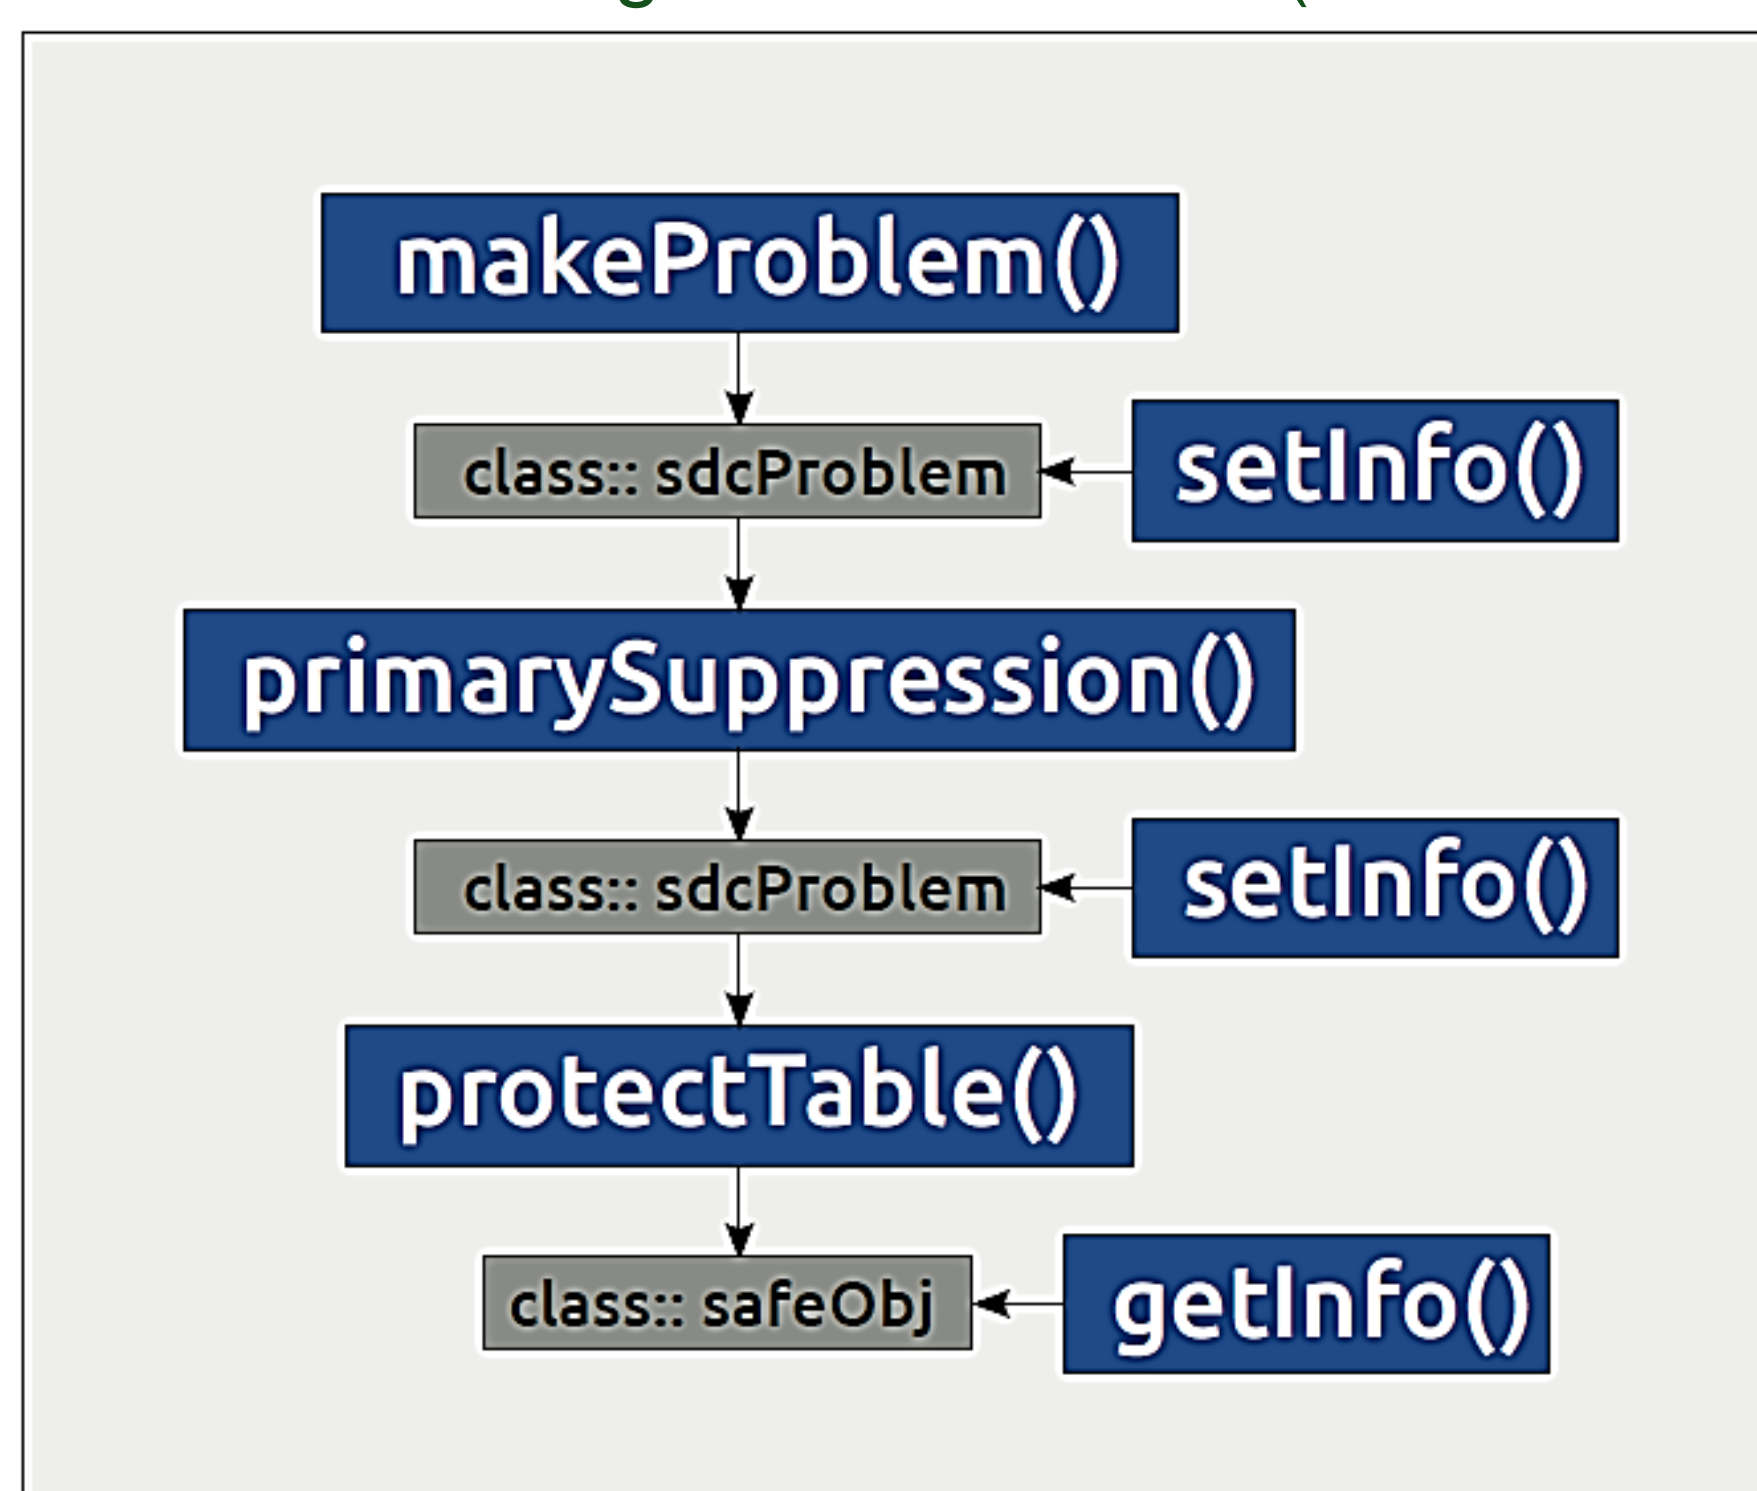 makeProblem()
class:: sdcProblem
setInfo()
primarySuppression()
class:: sdcProblem
setInfo()
protectTable()
class:: safeObj
getInfo()